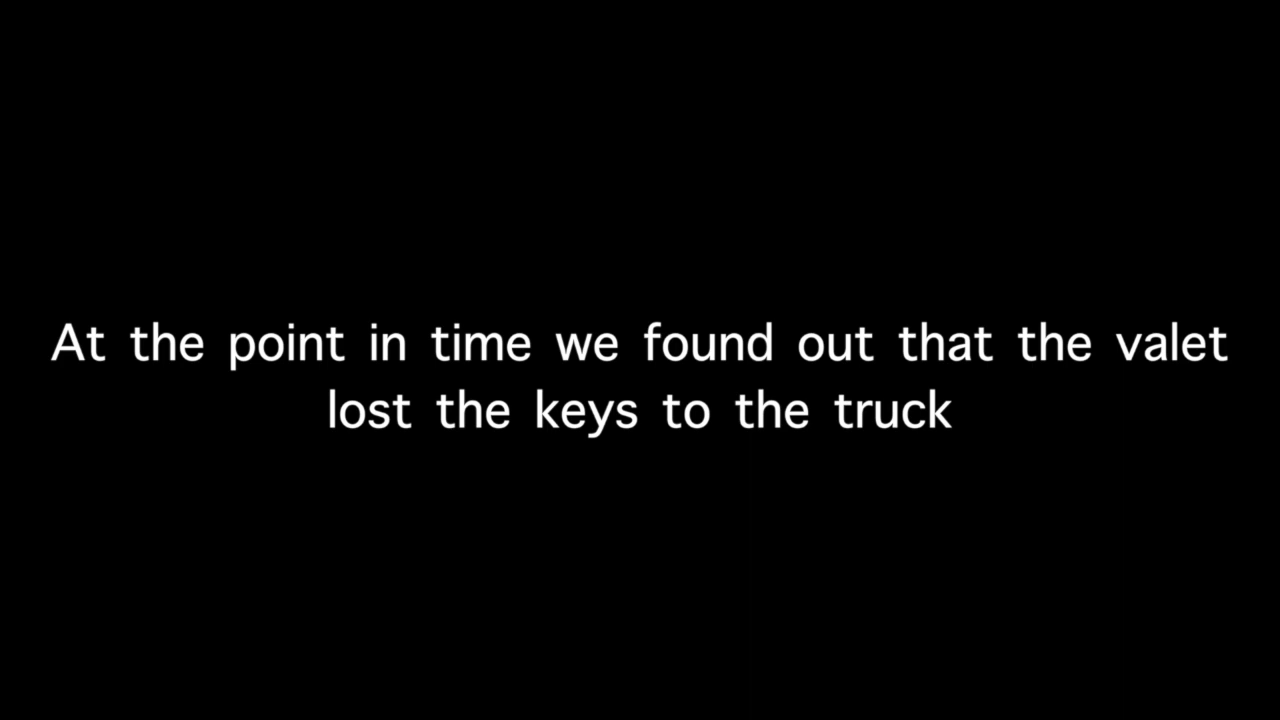 At the point in time we found out that the valet
lost the keys to the truck